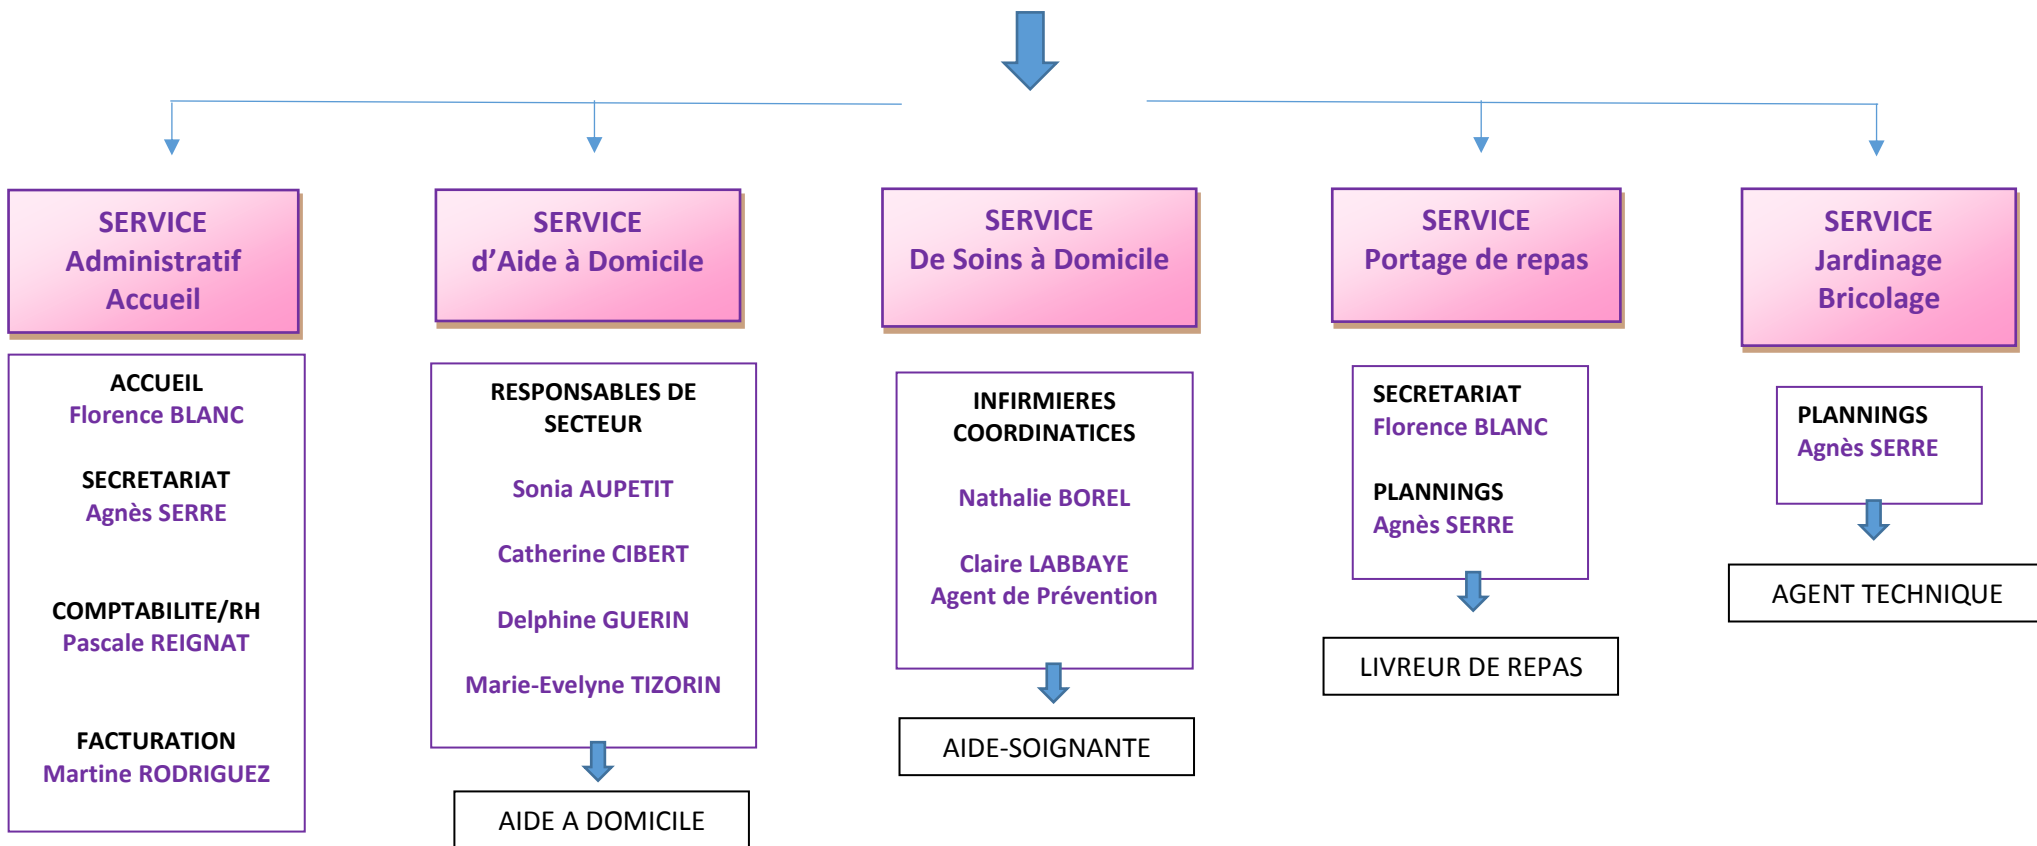 SERVICE
Administratif
Accueil
ACCUEIL
Florence BLANC
SECRETARIAT
Agnès SERRE
COMPTABILITE/RH
Pascale REIGNAT
FACTURATION
Martine RODRIGUEZ
SERVICE
d’Aide à Domicile
RESPONSABLES DE
SECTEUR
Sonia AUPETIT
Catherine CIBERT
Delphine GUERIN
Marie-Evelyne TIZORIN
AIDE A DOMICILE
SERVICE
De Soins à Domicile
INFIRMIERES
COORDINATICES
Nathalie BOREL
Claire LABBAYE
Agent de Prévention
AIDE-SOIGNANTE
SERVICE
Portage de repas
SECRETARIAT
Florence BLANC
PLANNINGS
Agnès SERRE
LIVREUR DE REPAS
SERVICE
Jardinage
Bricolage
PLANNINGS
Agnès SERRE
AGENT TECHNIQUE